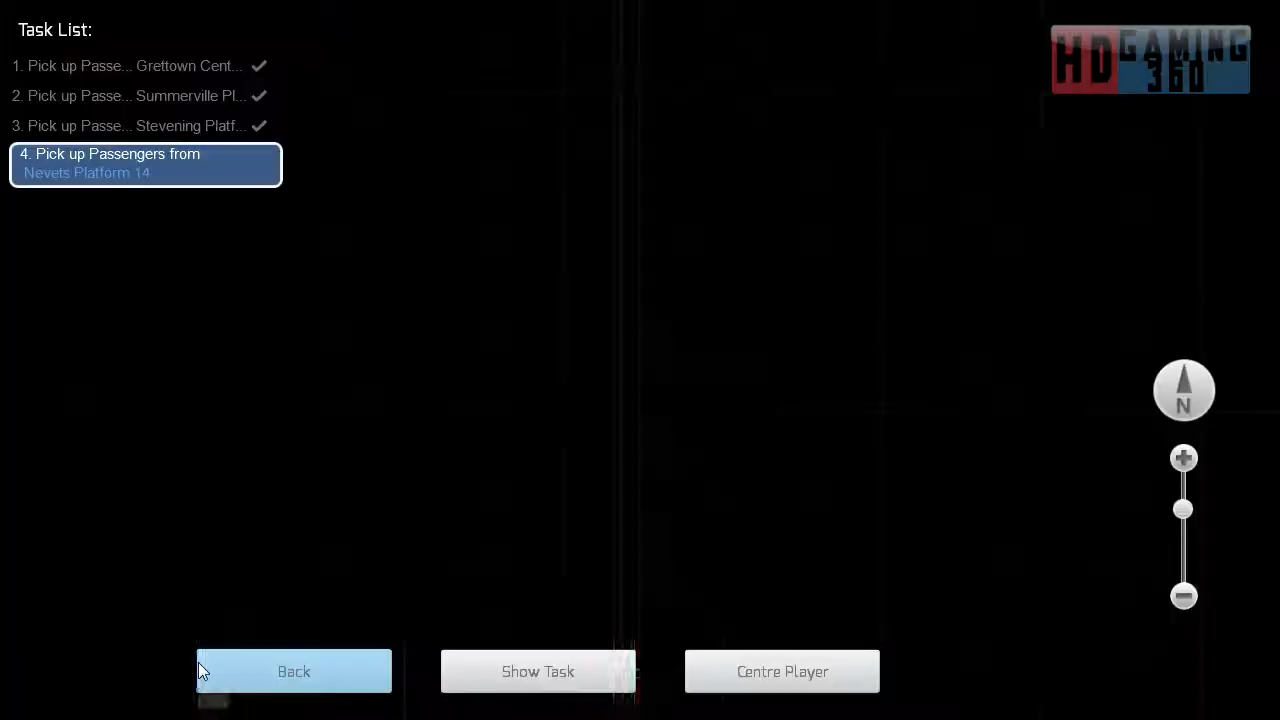 Task List:
1. Pick up Passe... Grettown Cent...
2. Pick up Passe... Summerville Pl...
3. Pick up Passe... Stevening Platf...
4. Pick up Passengers from
Nevets Platform 14
HD GAMING
360
N
Back
Show Task
Centre Player